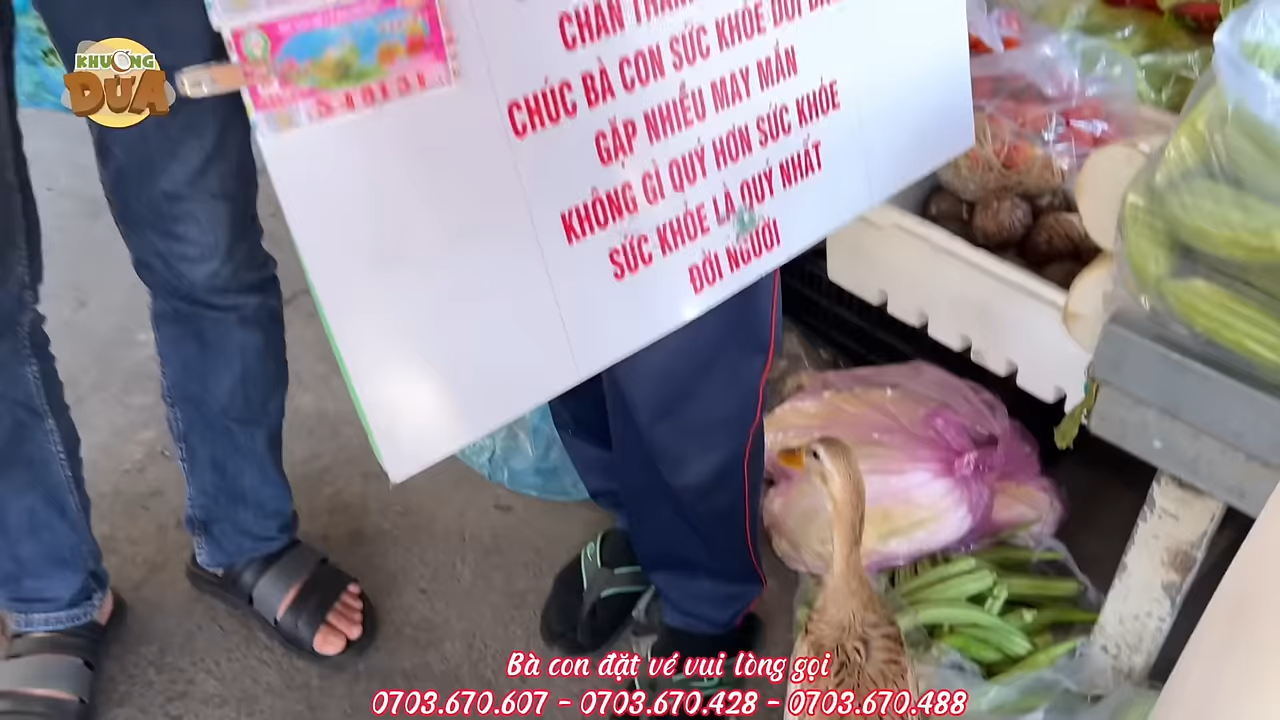 KHƯƠNG
DỪA
CHÂN THÀNH
CHÚC BÀ CON SỨC KHỎE DỒI DÀO
GẶP NHIỀU MAY MẮN
KHÔNG GÌ QUÝ HƠN SỨC KHỎE
SỨC KHỎE LÀ QUÝ NHẤT
ĐỜI NGƯỜI
Bà con đặt vé vui lòng gọi
0703.670.607 - 0703.670.428 - 0703.670.488